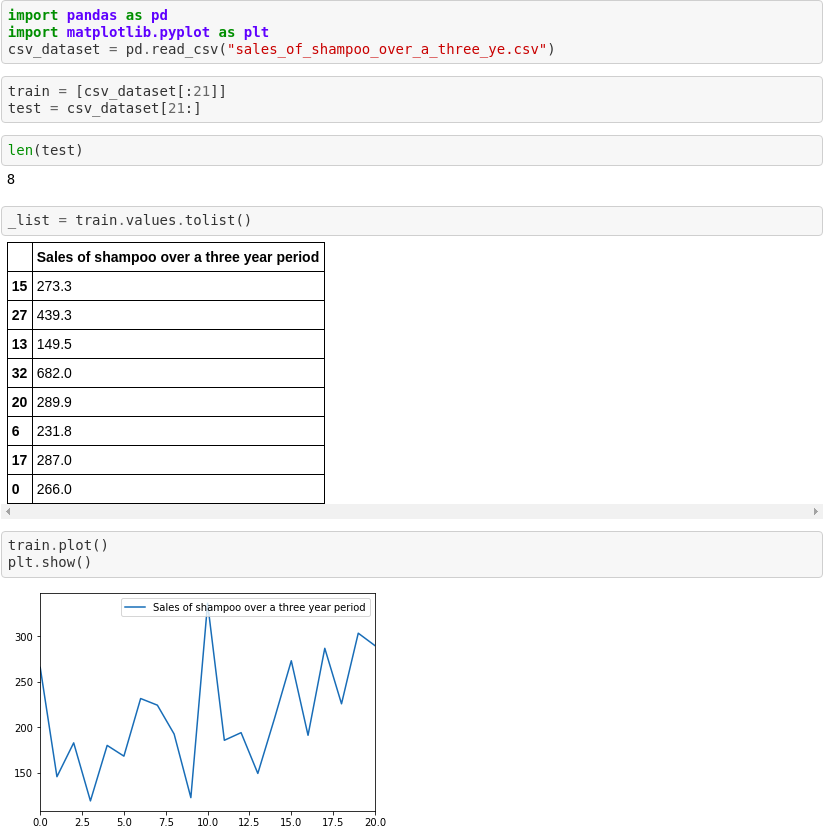 import pandas as pd
import matplotlib.pyplot as plt
csv_dataset = pd.read_csv("sales_of_shampoo_over_a_three_ye.csv")
train = [csv_dataset[:21]]
test = csv_dataset[21:]
len(test)
8
_list = train.values.tolist()
Sales of shampoo over a three year period
15 273.3
27 439.3
13 149.5
32 682.0
20 289.9
6 231.8
17 287.0
0 266.0
train.plot()
plt.show()
Sales of shampoo over a three year period
300
250
200
150
0.0 2.5 5.0 7.5 10.0 12.5 15.0 17.5 20.0